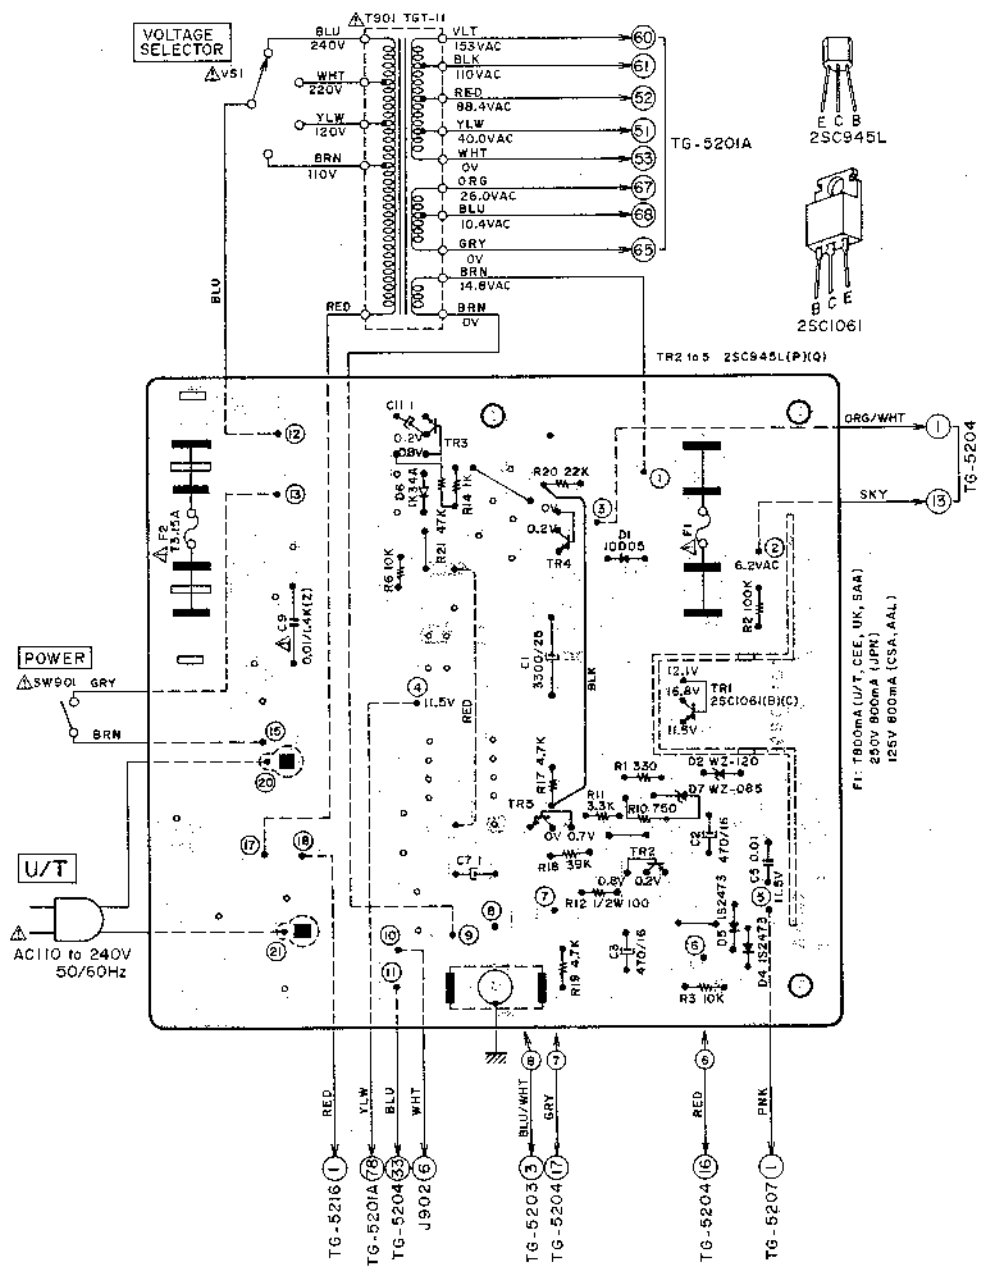 VOLTAGE
SELECTOR
VS1
T901 TGT-11
BLU
240V
WHT
220V
YLW
120V
BRN
110V
RED
BLU
VLT
153VAC
60
BLK
110VAC
61
RED
88.4VAC
52
YLW
40.0VAC
51
WHT
0V
53
ORG
26.0VAC
67
BLU
10.4VAC
68
GRY
0V
65
BRN
14.8VAC
BRN
0V
TG-5201A
E C B
2SC945L
B C E
2SC1061
TR2 to 5 2SC945L(P)(Q)
ORG/WHT
1
SKY
13
TG-5204
12
13
F2
T3.15A
C9
0.01/1.4K(Z)
C11 1
0.2V
0.8V
TR3
D6
1K34A
R21 47K
R14 1K
R6 10K
R20 22K
0V
0.2V
TR4
3
1
D1
10D05
F1
2
6.2VAC
R2 100K
POWER
SW901 GRY
BRN
15
20
17
18
U/T
AC110 to 240V
50/60Hz
21
4
11.5V
RED
C1
3300/25
BLK
12.1V
16.8V
11.5V
TR1
2SC1061(B)(C)
R17 4.7K
R1 330
D2 WZ-120
D7 WZ-085
R11
3.3K
R10 750
TR5
0V 0.7V
R18 39K
TR2
0.8V
0.2V
C2
470/16
C5 0.01
11.5V
5
C7 1
7
R12 1/2W 100
8
9
10
11
R19 4.7K
C3
470/16
6
D5 1S2473
D4 1S2473
R3 10K
F1: T800mA (U/T, CEE, UK, SAA)
250V 800mA (JPN)
125V 800mA (CSA, AAL)
8
7
6
RED
YLW
BLU
WHT
BLU/WHT
GRY
RED
PNK
TG-5216 1
TG-5201A 78
TG-5204 33
J902 6
TG-5203 3
TG-5204 17
TG-5204 16
TG-5207 1